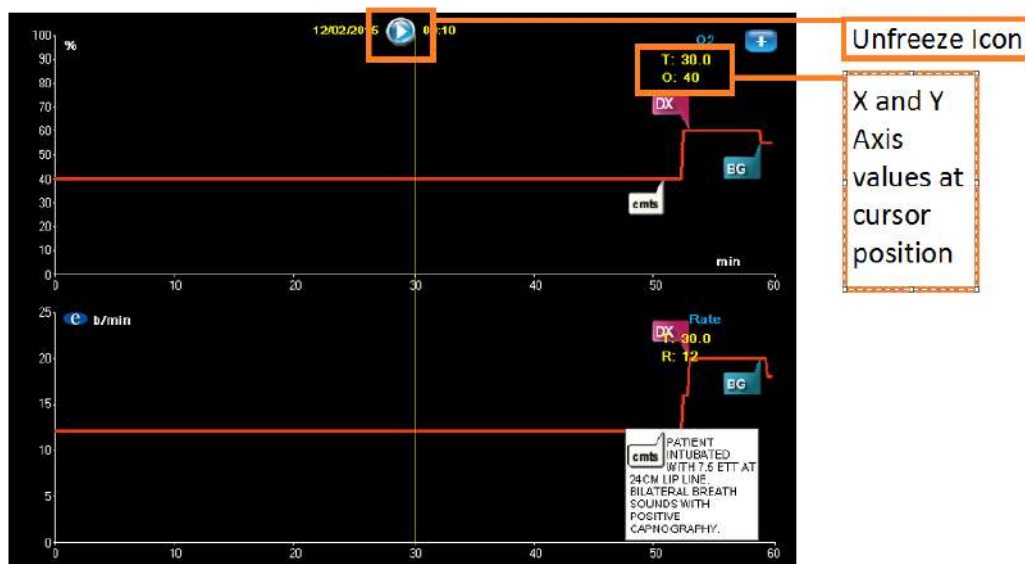 12/02/2015 09:10
Unfreeze Icon
%
O2
T: 30.0
O: 40
X and Y
Axis
values at
cursor
position
100
90
80
70
60
50
40
30
20
10
0
DX
BG
cmts
min
0 10 20 30 40 50 60
e b/min
Rate
DX
T: 30.0
R: 12
BG
25
20
15
10
5
0
cmts PATIENT
INTUBATED
WITH 7.5 ETT AT
24CM LIP LINE.
BILATERAL BREATH
SOUNDS WITH
POSITIVE
CAPNOGRAPHY.
0 10 20 30 40 50 60